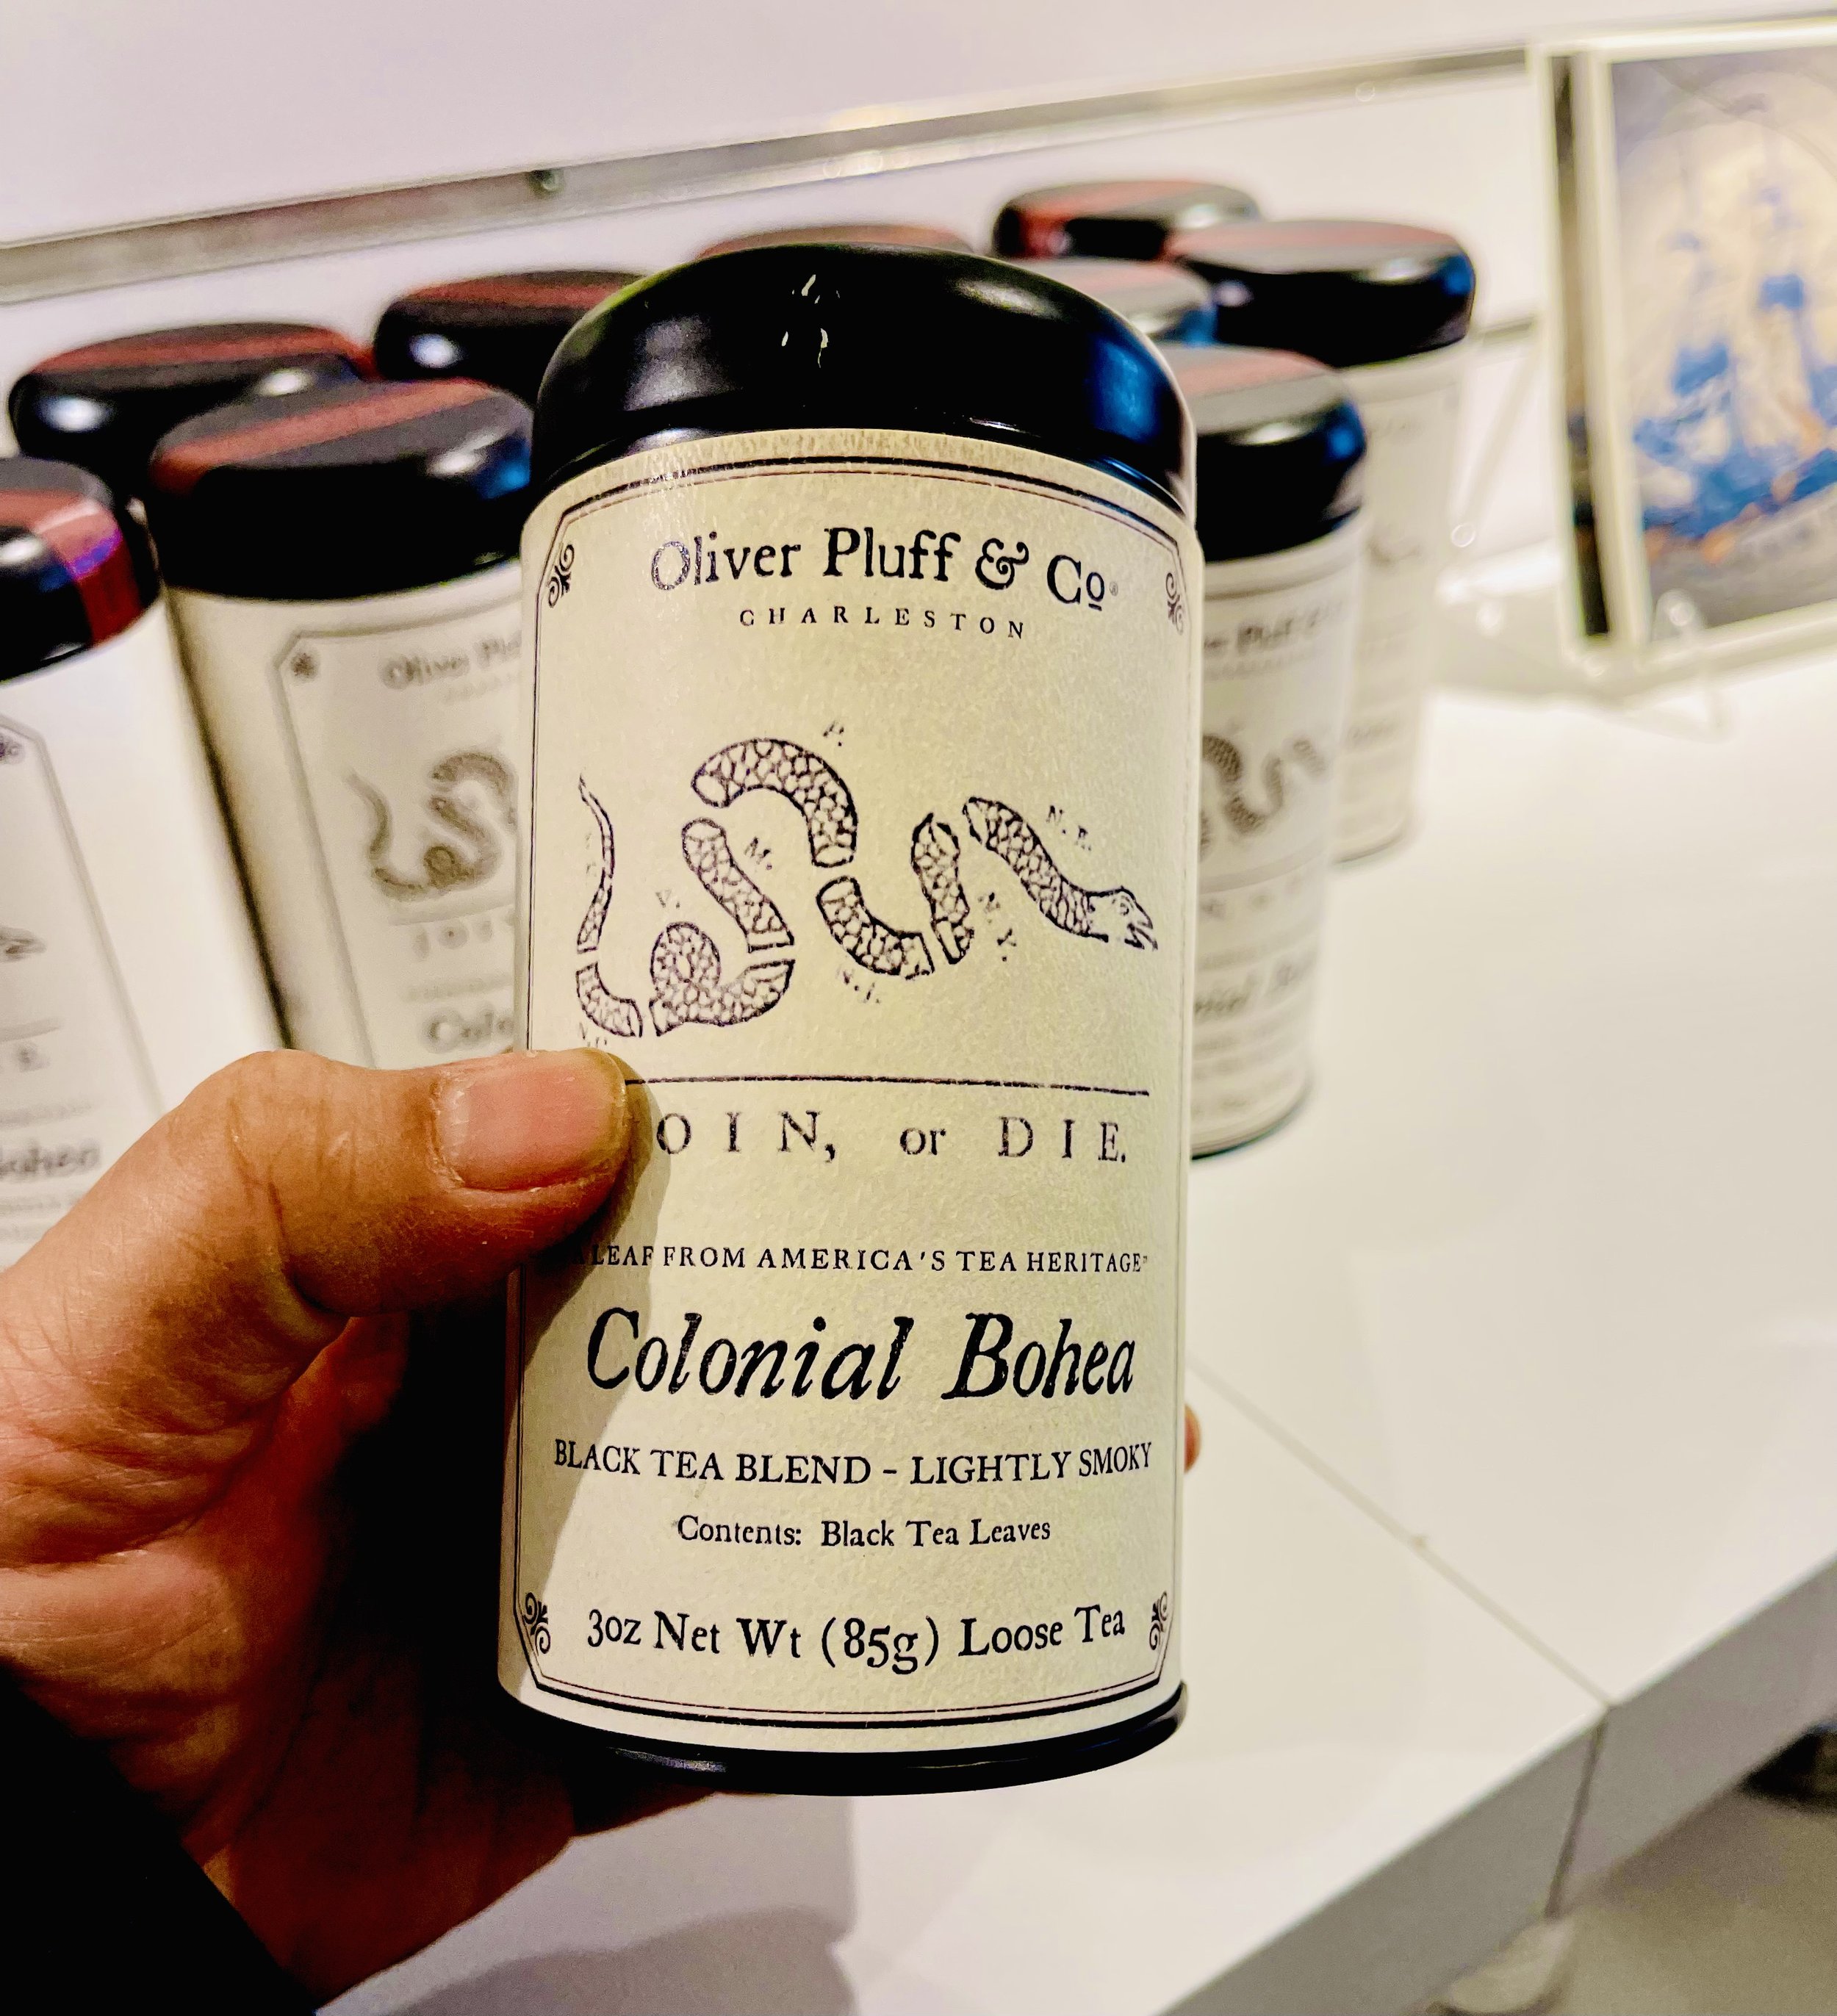 Oliver Pluff & Co
CHARLESTON
P.
N. E.
M.
V.
N. Y.
N. J.
OIN, or DIE.
LEAF FROM AMERICA'S TEA HERITAGE
Colonial Bohea
BLACK TEA BLEND - LIGHTLY SMOKY
Contents: Black Tea Leaves
3oz Net Wt (85g) Loose Tea